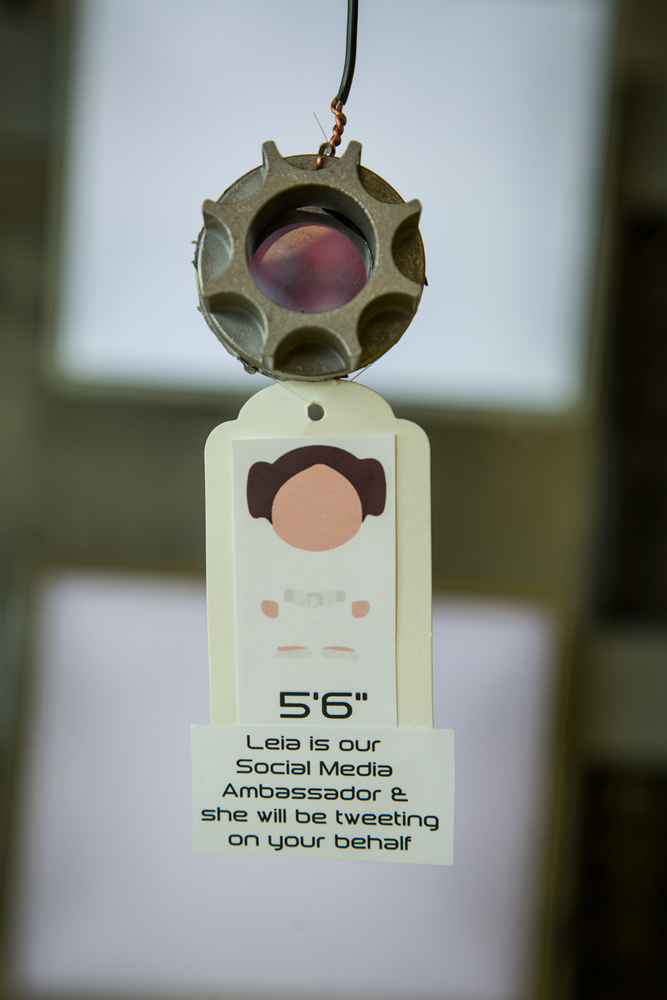 5'6"
Leia is our
Social Media
Ambassador &
she will be tweeting
on your behalf